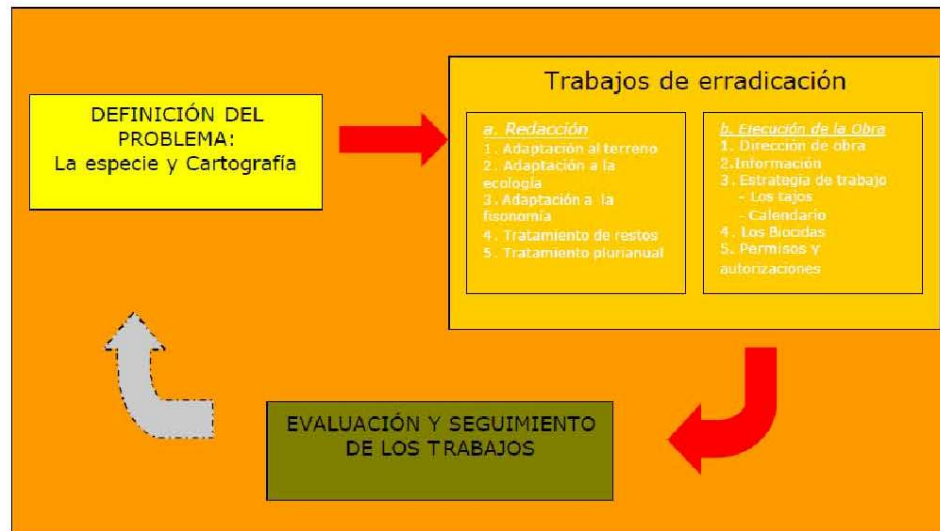 DEFINICIÓN DEL
PROBLEMA:
La especie y Cartografía
Trabajos de erradicación
a. Redacción
1. Adaptación al terreno
2. Adaptación a la
ecología
3. Adaptación a la
fisonomía
4. Tratamiento de restos
5. Tratamiento plurianual
b. Ejecución de la Obra
1. Dirección de obra
2.Información
3. Estrategia de trabajo
- Los tajos
- Calendario
4. Los Biocidas
5. Permisos y
autorizaciones
EVALUACIÓN Y SEGUIMIENTO
DE LOS TRABAJOS